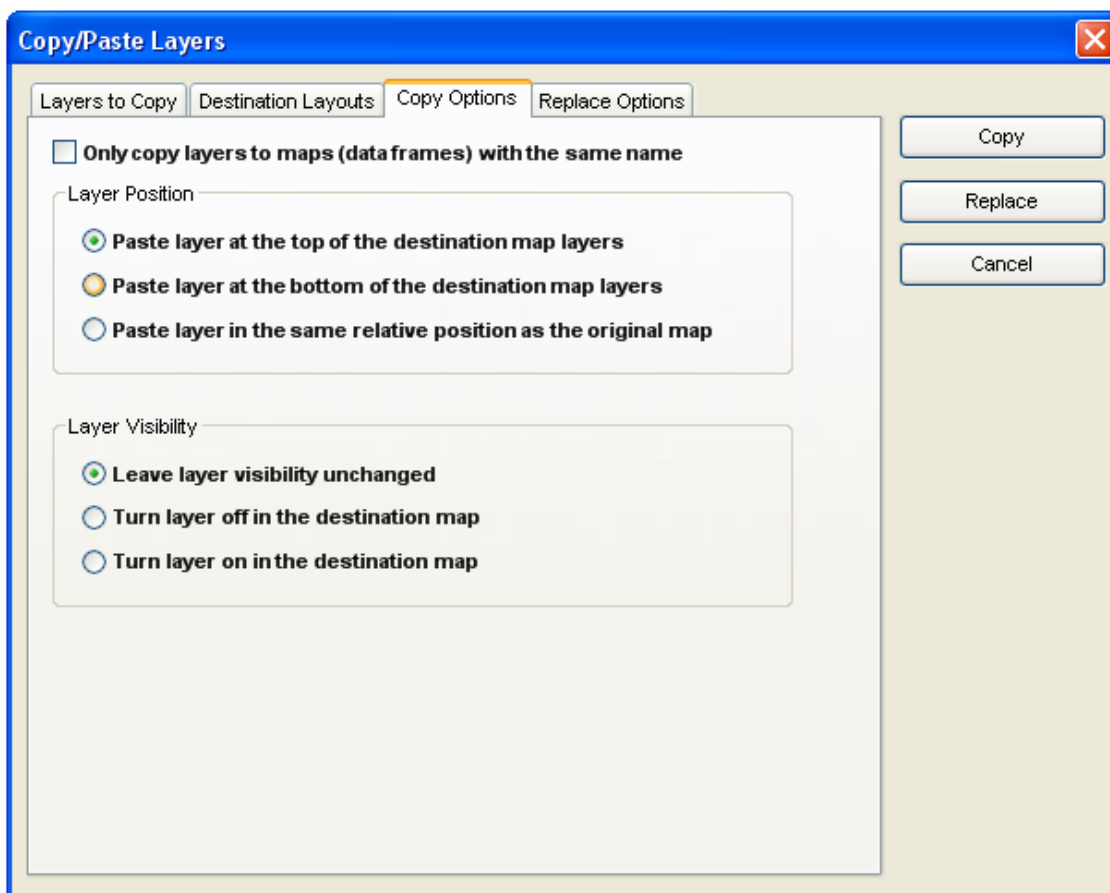 Copy/Paste Layers
Layers to Copy
Destination Layouts
Copy Options
Replace Options
Only copy layers to maps (data frames) with the same name
Layer Position
Paste layer at the top of the destination map layers
Paste layer at the bottom of the destination map layers
Paste layer in the same relative position as the original map
Layer Visibility
Leave layer visibility unchanged
Turn layer off in the destination map
Turn layer on in the destination map
Copy
Replace
Cancel